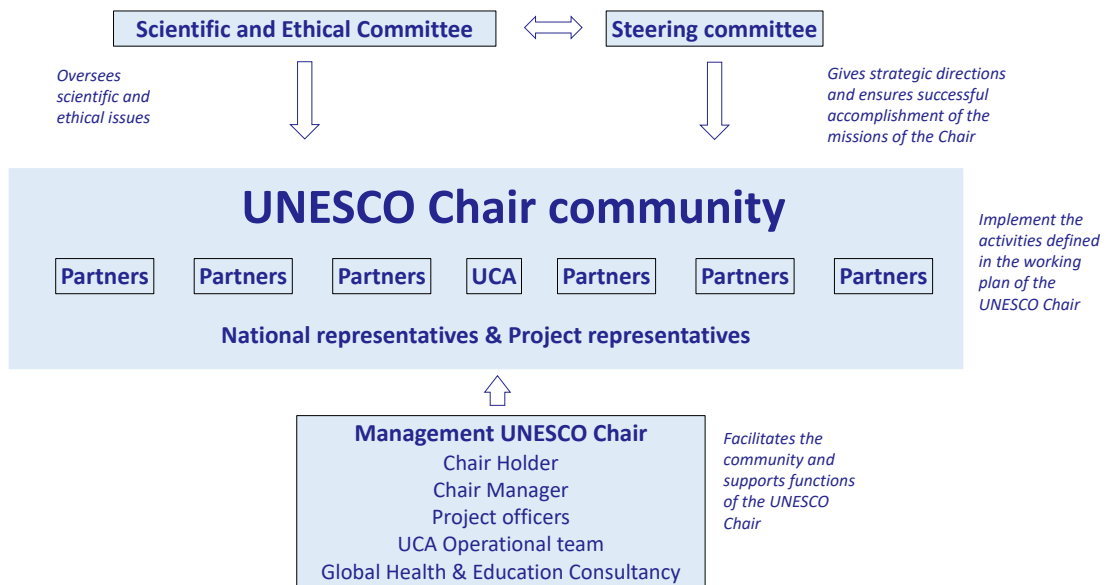 Scientific and Ethical Committee
Steering committee
Oversees
scientific and
ethical issues
Gives strategic directions
and ensures successful
accomplishment of the
missions of the Chair
UNESCO Chair community
Partners
Partners
Partners
UCA
Partners
Partners
Partners
National representatives & Project representatives
Implement the
activities defined
in the working
plan of the
UNESCO Chair
Management UNESCO Chair
Chair Holder
Chair Manager
Project officers
UCA Operational team
Global Health & Education Consultancy
Facilitates the
community and
supports functions
of the UNESCO
Chair